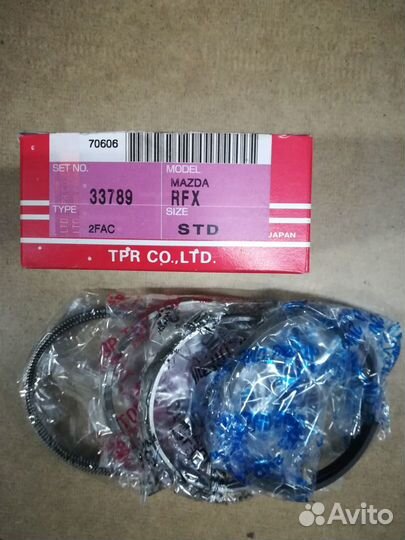 70606
SET NO.
MODEL
33789
MAZDA
RFX
TYPE
SIZE
2FAC
STD
JAPAN
TPR CO.,LTD.
Avito